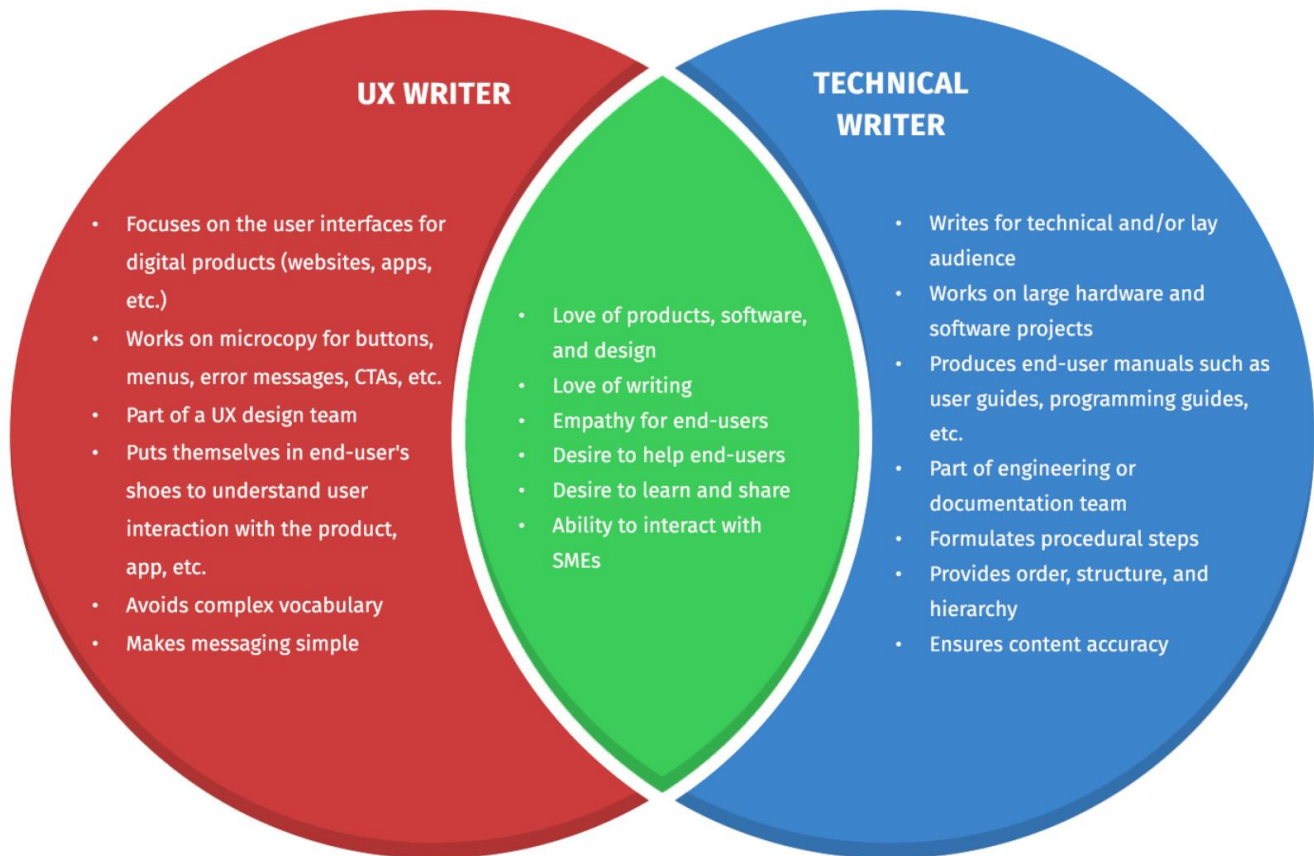 UX WRITER
• Focuses on the user interfaces for
digital products (websites, apps,
etc.)
• Works on microcopy for buttons,
menus, error messages, CTAs, etc.
• Part of a UX design team
• Puts themselves in end-user's
shoes to understand user
interaction with the product,
app, etc.
• Avoids complex vocabulary
• Makes messaging simple
• Love of products, software,
and design
• Love of writing
• Empathy for end-users
• Desire to help end-users
• Desire to learn and share
• Ability to interact with
SMEs
TECHNICAL
WRITER
• Writes for technical and/or lay
audience
• Works on large hardware and
software projects
• Produces end-user manuals such as
user guides, programming guides,
etc.
• Part of engineering or
documentation team
• Formulates procedural steps
• Provides order, structure, and
hierarchy
• Ensures content accuracy